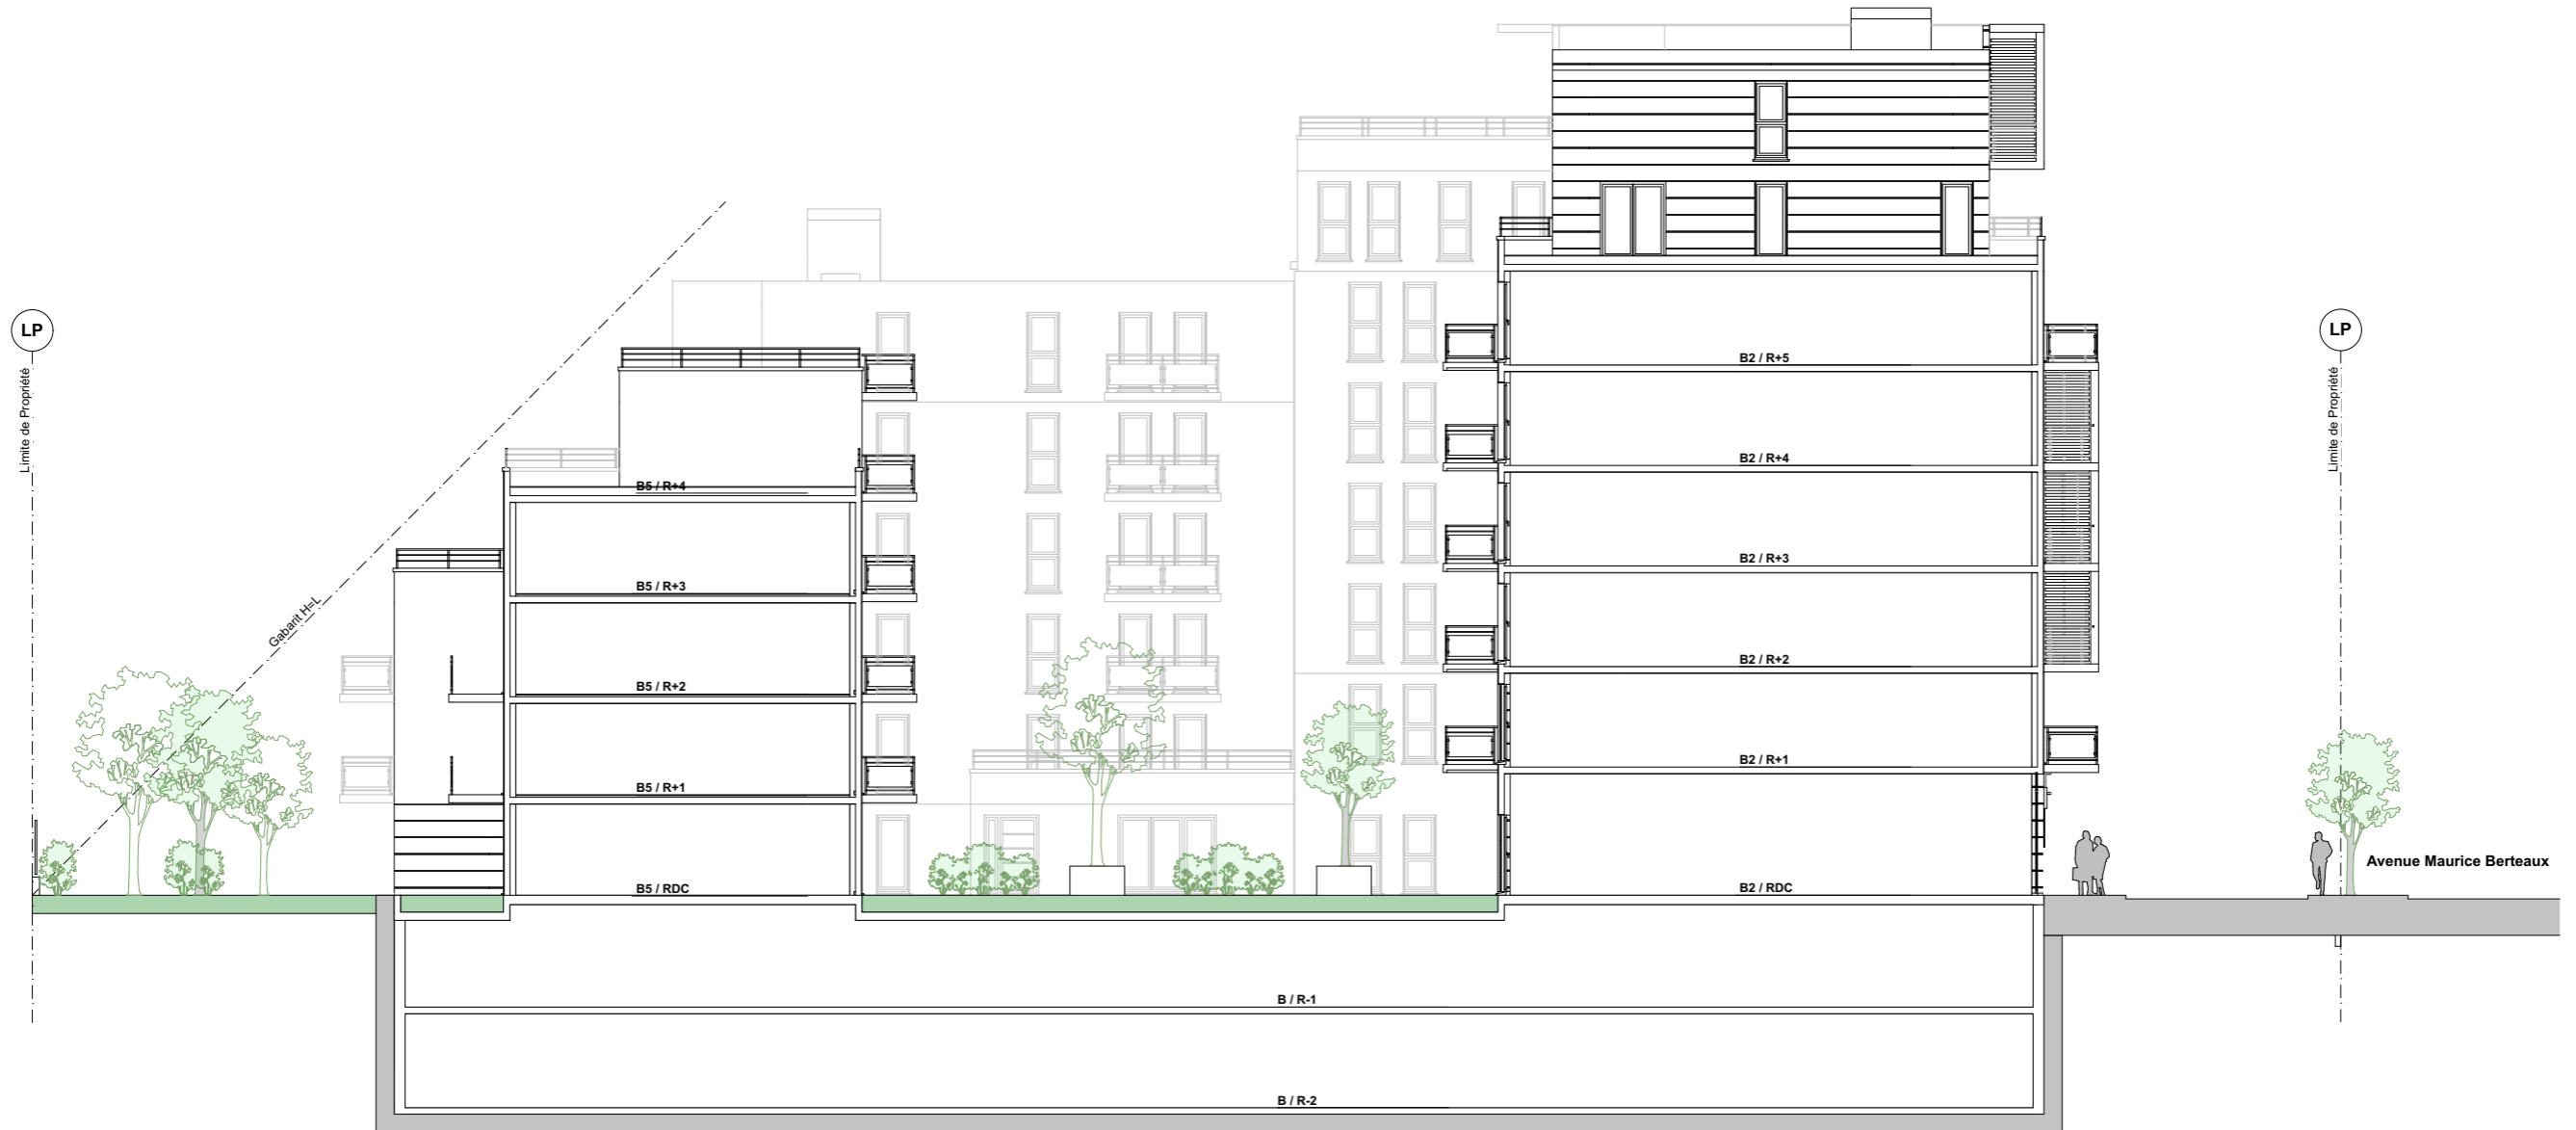 LP
LP
Limite de Propriété
Limite de Propriété
Gabarit H=L
B2 / R+5
B2 / R+4
B5 / R+4
B2 / R+3
B5 / R+3
B2 / R+2
B5 / R+2
B2 / R+1
B5 / R+1
Avenue Maurice Berteaux
B5 / RDC
B2 / RDC
B / R-1
B / R-2